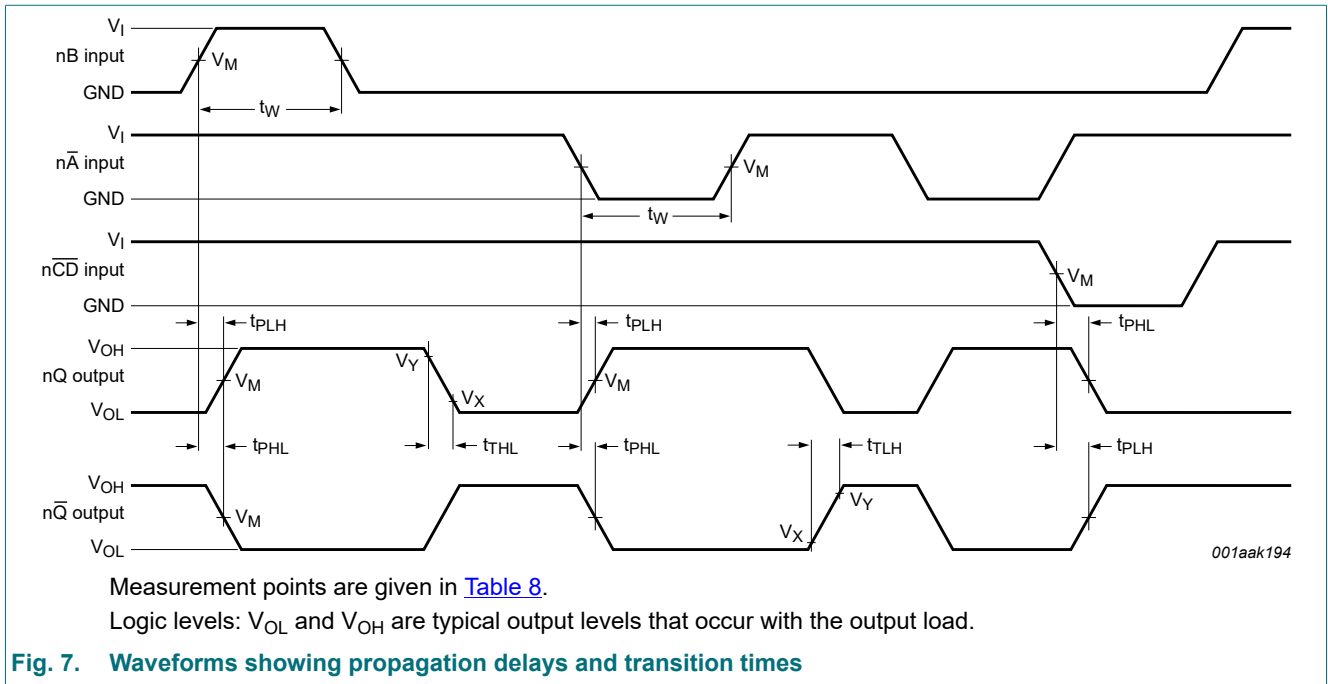 V_I
nB input
V_M
GND
t_W
V_I
nA̅ input
V_M
GND
t_W
V_I
nC̅D̅ input
V_M
GND
t_PLH
t_PLH
t_PHL
V_OH
V_Y
nQ output
V_M
V_X
V_M
V_OL
t_PHL
t_THL
t_PHL
t_TLH
t_PLH
V_OH
nQ̅ output
V_M
V_Y
V_X
V_OL
001aak194
Measurement points are given in Table 8.
Logic levels: V_OL and V_OH are typical output levels that occur with the output load.
Fig. 7. Waveforms showing propagation delays and transition times